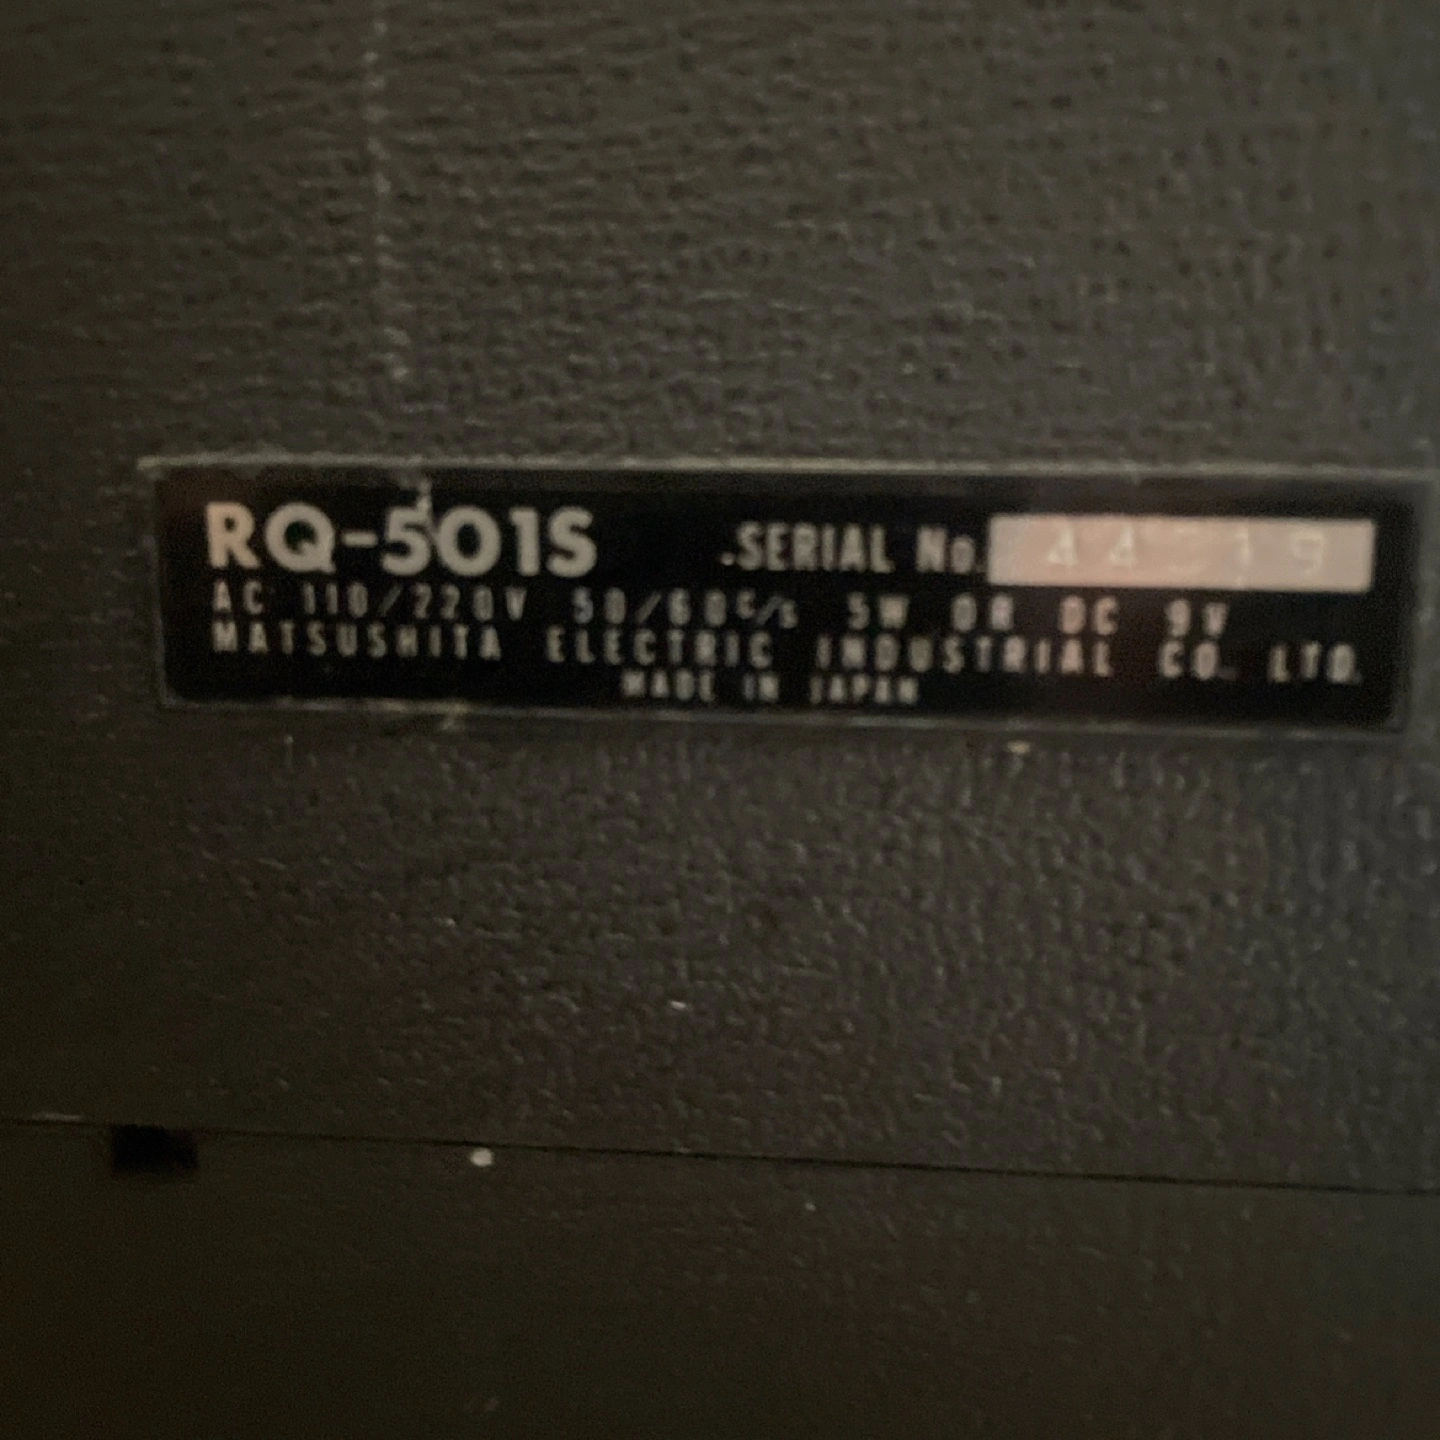 RQ-501S .SERIAL No.
AC 110/220V 50/60c/s 5W OR DC 9V
MATSUSHITA ELECTRIC INDUSTRIAL CO. LTD.
MADE IN JAPAN